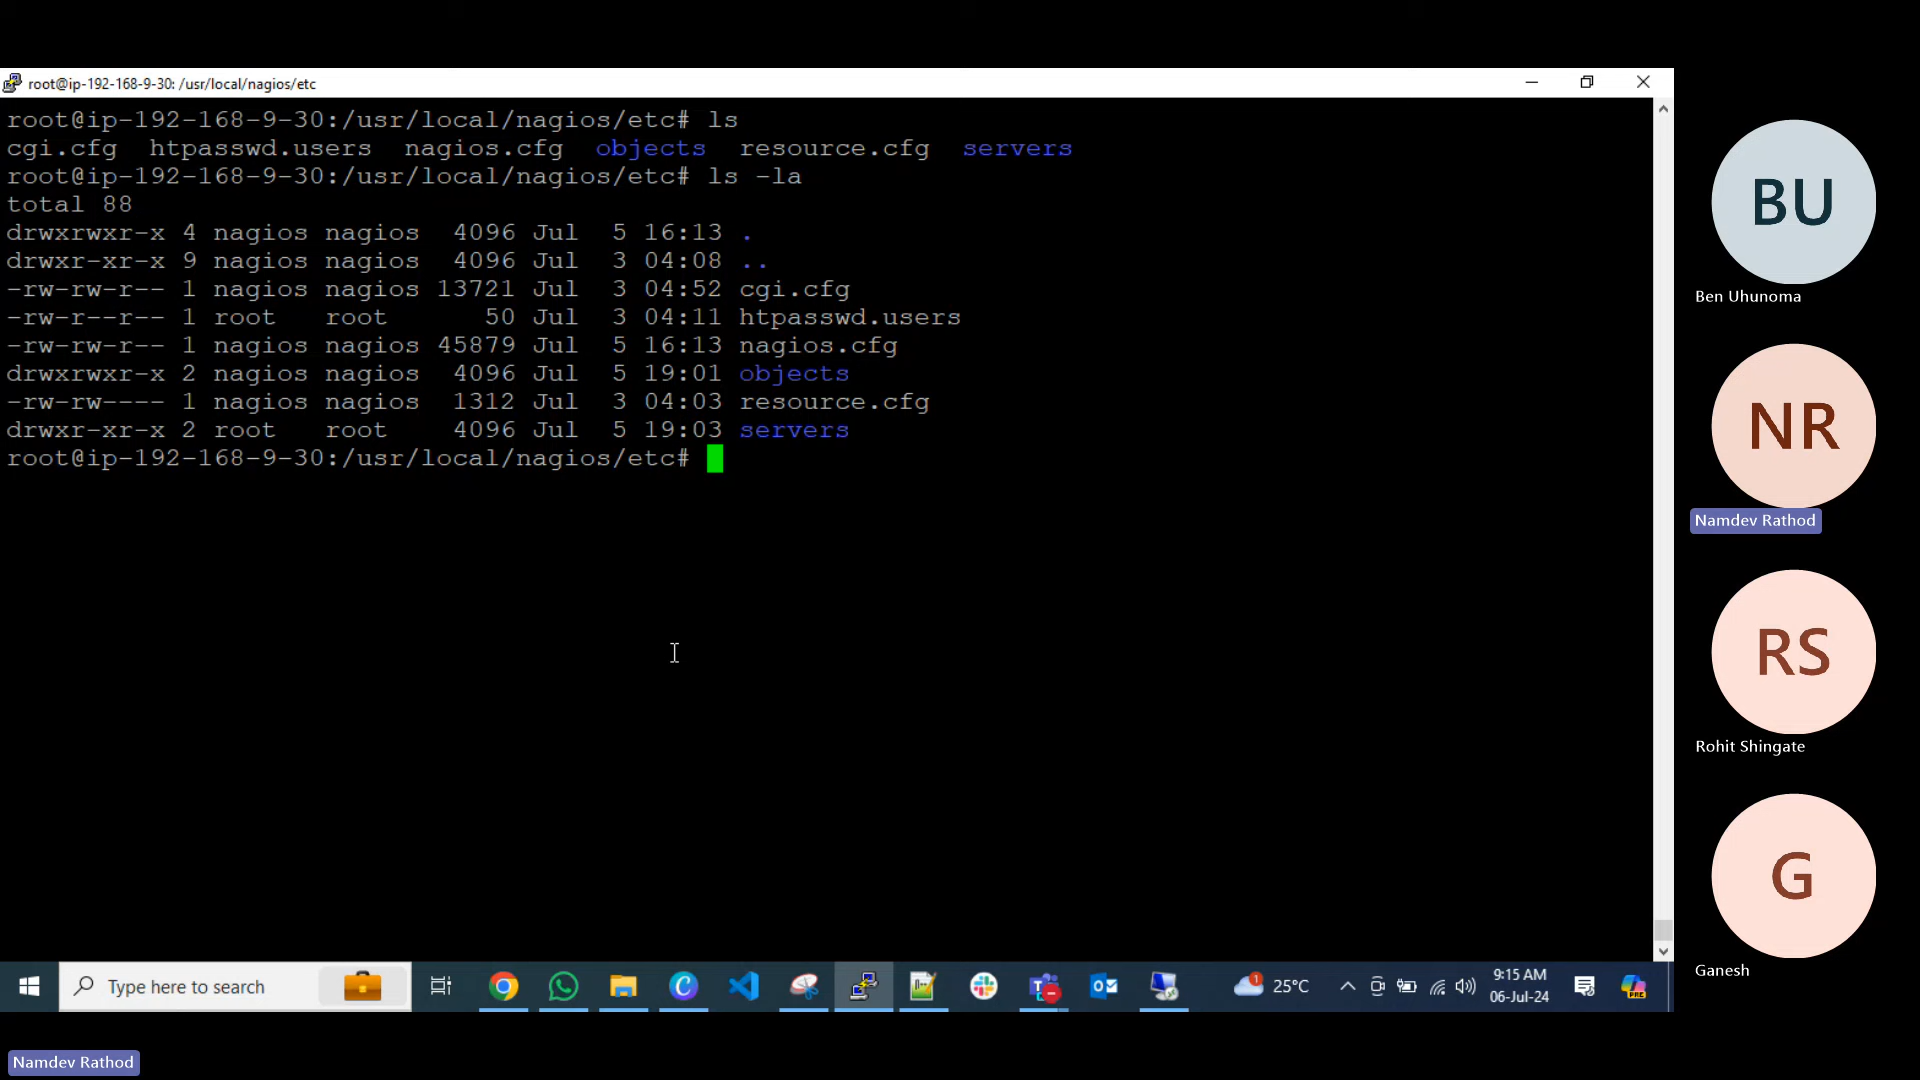 root@ip-192-168-9-30: /usr/local/nagios/etc
root@ip-192-168-9-30:/usr/local/nagios/etc# ls
cgi.cfg htpasswd.users nagios.cfg objects resource.cfg servers
root@ip-192-168-9-30:/usr/local/nagios/etc# ls -la
total 88
drwxrwxr-x 4 nagios nagios 4096 Jul 5 16:13 .
drwxr-xr-x 9 nagios nagios 4096 Jul 3 04:08 ..
-rw-rw-r-- 1 nagios nagios 13721 Jul 3 04:52 cgi.cfg
-rw-r--r-- 1 root root 50 Jul 3 04:11 htpasswd.users
-rw-rw-r-- 1 nagios nagios 45879 Jul 5 16:13 nagios.cfg
drwxrwxr-x 2 nagios nagios 4096 Jul 5 19:01 objects
-rw-rw---- 1 nagios nagios 1312 Jul 3 04:03 resource.cfg
drwxr-xr-x 2 root root 4096 Jul 5 19:03 servers
root@ip-192-168-9-30:/usr/local/nagios/etc#
BU
Ben Uhunoma
NR
Namdev Rathod
RS
Rohit Shingate
G
Ganesh
Type here to search
1
25°C
9:15 AM
06-Jul-24
PRE
Namdev Rathod